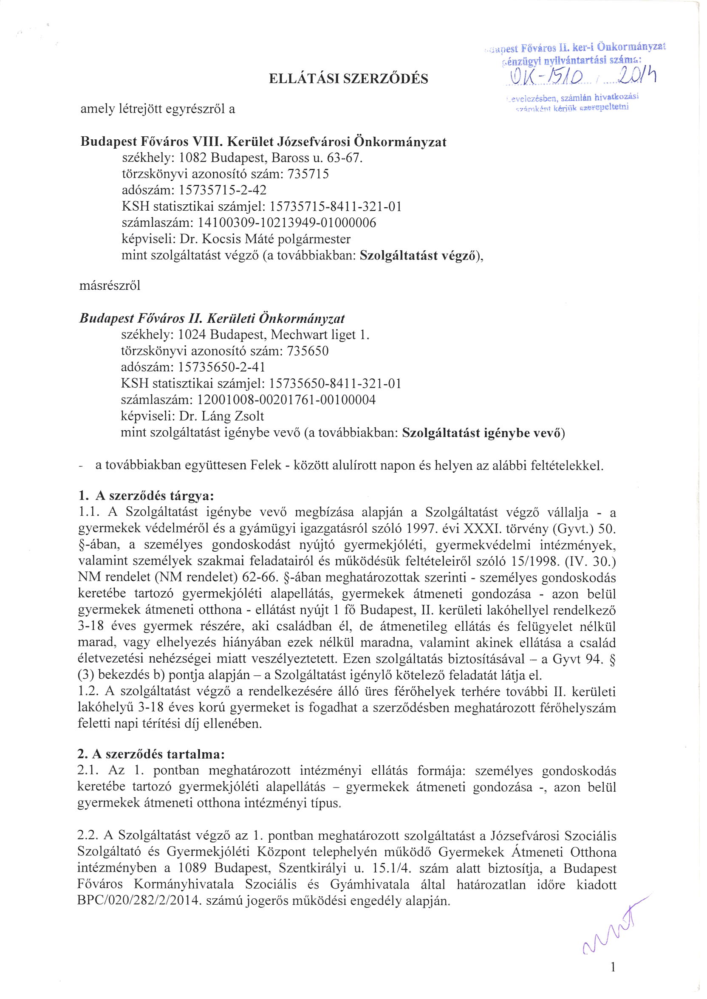 Budapest Főváros II. ker-i Önkormányzat
pénzügyi nyilvántartási száma:
OK-1510 / 2014
Levelezésben, számlán hivatkozási
számként kérjük szerepeltetni
ELLÁTÁSI SZERZŐDÉS
amely létrejött egyrészről a
Budapest Főváros VIII. Kerület Józsefvárosi Önkormányzat
székhely: 1082 Budapest, Baross u. 63-67.
törzskönyvi azonosító szám: 735715
adószám: 15735715-2-42
KSH statisztikai számjel: 15735715-8411-321-01
számlaszám: 14100309-10213949-01000006
képviseli: Dr. Kocsis Máté polgármester
mint szolgáltatást végző (a továbbiakban: Szolgáltatást végző),
másrészről
Budapest Főváros II. Kerületi Önkormányzat
székhely: 1024 Budapest, Mechwart liget 1.
törzskönyvi azonosító szám: 735650
adószám: 15735650-2-41
KSH statisztikai számjel: 15735650-8411-321-01
számlaszám: 12001008-00201761-00100004
képviseli: Dr. Láng Zsolt
mint szolgáltatást igénybe vevő (a továbbiakban: Szolgáltatást igénybe vevő)
- a továbbiakban együttesen Felek - között alulírott napon és helyen az alábbi feltételekkel.
1. A szerződés tárgya:
1.1. A Szolgáltatást igénybe vevő megbízása alapján a Szolgáltatást végző vállalja - a
gyermekek védelméről és a gyámügyi igazgatásról szóló 1997. évi XXXI. törvény (Gyvt.) 50.
§-ában, a személyes gondoskodást nyújtó gyermekjóléti, gyermekvédelmi intézmények,
valamint személyek szakmai feladatairól és működésük feltételeiről szóló 15/1998. (IV. 30.)
NM rendelet (NM rendelet) 62-66. §-ában meghatározottak szerinti - személyes gondoskodás
keretébe tartozó gyermekjóléti alapellátás, gyermekek átmeneti gondozása - azon belül
gyermekek átmeneti otthona - ellátást nyújt 1 fő Budapest, II. kerületi lakóhellyel rendelkező
3-18 éves gyermek részére, aki családban él, de átmenetileg ellátás és felügyelet nélkül
marad, vagy elhelyezés hiányában ezek nélkül maradna, valamint akinek ellátása a család
életvezetési nehézségei miatt veszélyeztetett. Ezen szolgáltatás biztosításával – a Gyvt 94. §
(3) bekezdés b) pontja alapján – a Szolgáltatást igénylő kötelező feladatát látja el.
1.2. A szolgáltatást végző a rendelkezésére álló üres férőhelyek terhére további II. kerületi
lakóhelyű 3-18 éves korú gyermeket is fogadhat a szerződésben meghatározott férőhelyszám
feletti napi térítési díj ellenében.
2. A szerződés tartalma:
2.1. Az 1. pontban meghatározott intézményi ellátás formája: személyes gondoskodás
keretébe tartozó gyermekjóléti alapellátás – gyermekek átmeneti gondozása -, azon belül
gyermekek átmeneti otthona intézményi típus.
2.2. A Szolgáltatást végző az 1. pontban meghatározott szolgáltatást a Józsefvárosi Szociális
Szolgáltató és Gyermekjóléti Központ telephelyén működő Gyermekek Átmeneti Otthona
intézményben a 1089 Budapest, Szentkirályi u. 15.1/4. szám alatt biztosítja, a Budapest
Főváros Kormányhivatala Szociális és Gyámhivatala által határozatlan időre kiadott
BPC/020/282/2/2014. számú jogerős működési engedély alapján.
1